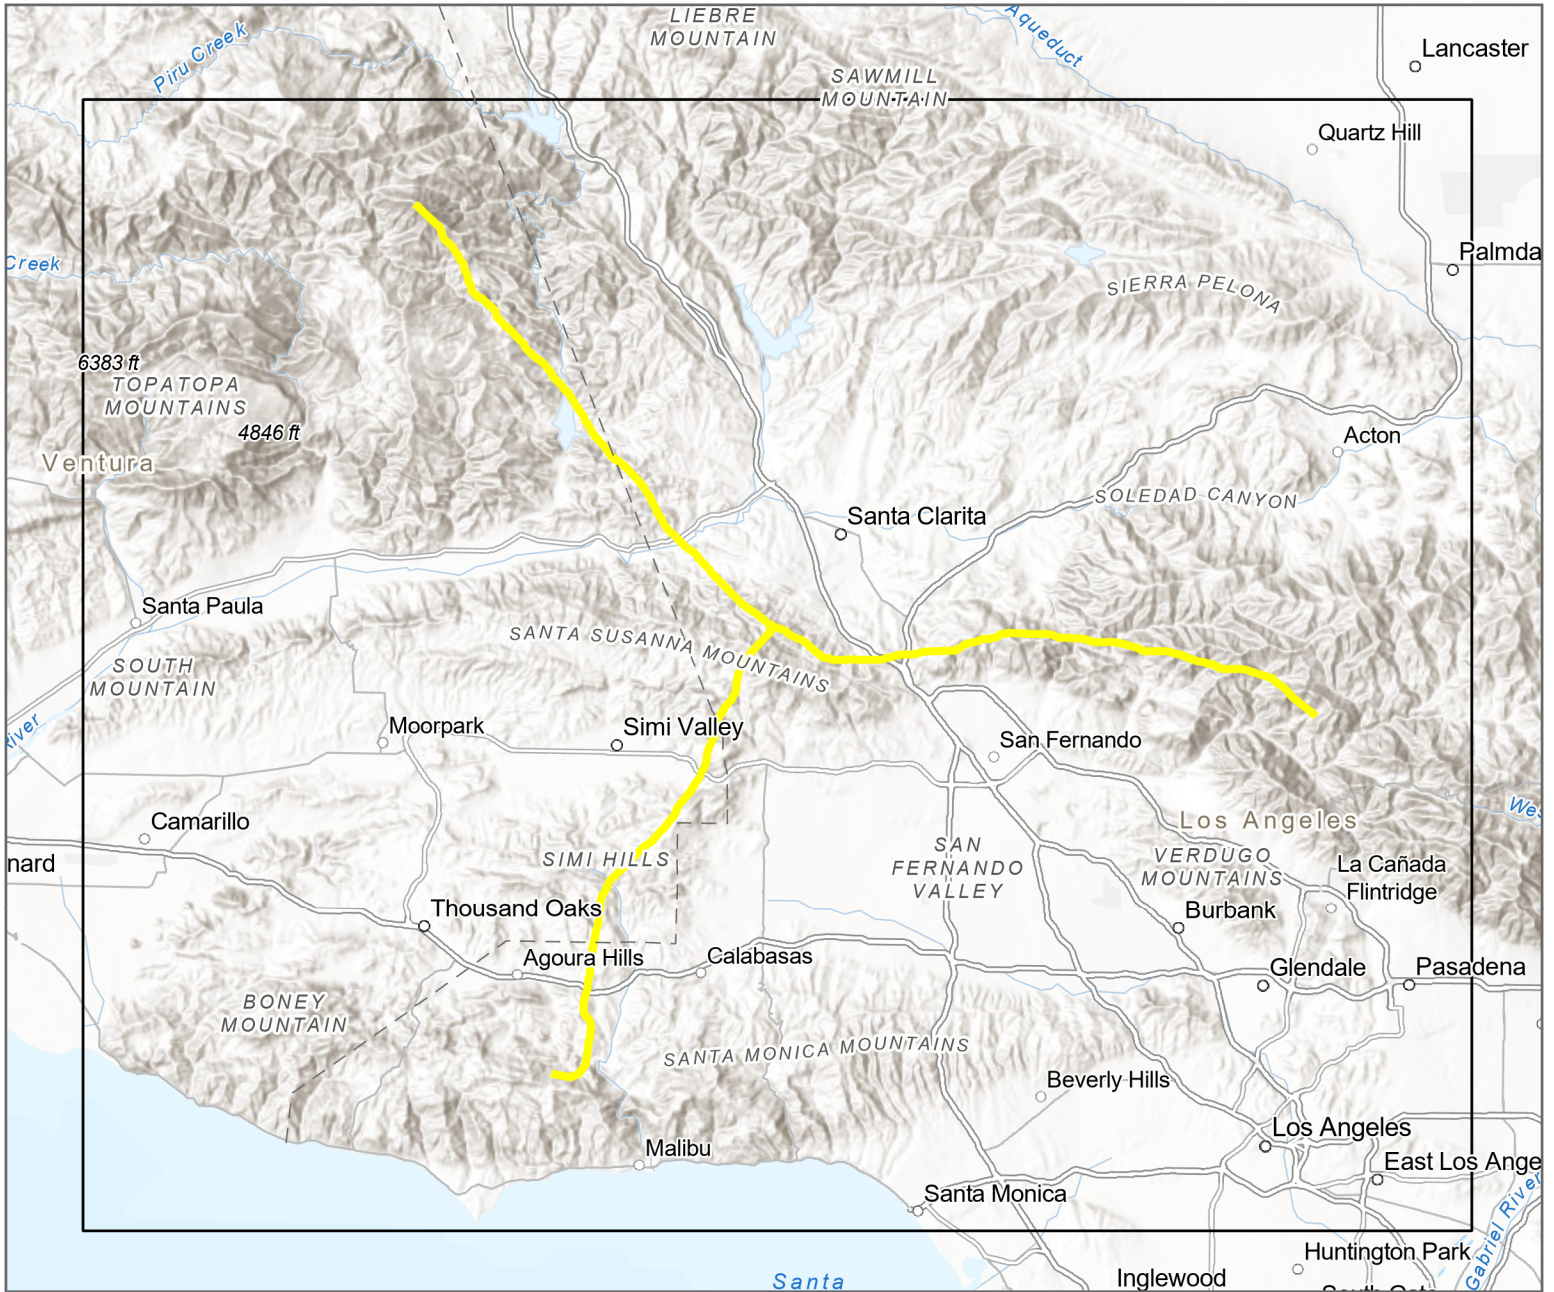 LIEBRE
MOUNTAIN
Aqueduct
Piru Creek
Lancaster
SAWMILL
MOUNTAIN
Quartz Hill
Creek
Palmda
SIERRA PELONA
6383 ft
TOPATOPA
MOUNTAINS
4846 ft
Ventura
Acton
SOLEDAD CANYON
Santa Clarita
Santa Paula
SANTA SUSANNA MOUNTAINS
SOUTH
MOUNTAIN
River
Moorpark
Simi Valley
San Fernando
Wes
Camarillo
Los Angeles
nard
SIMI HILLS
SAN
FERNANDO
VALLEY
VERDUGO
MOUNTAINS
La Cañada
Flintridge
Thousand Oaks
Burbank
Agoura Hills
Calabasas
Glendale
Pasadena
BONEY
MOUNTAIN
SANTA MONICA MOUNTAINS
Beverly Hills
Los Angeles
Malibu
East Los Ange
Santa Monica
Gabriel River
Huntington Park
Santa
Inglewood
South Gate